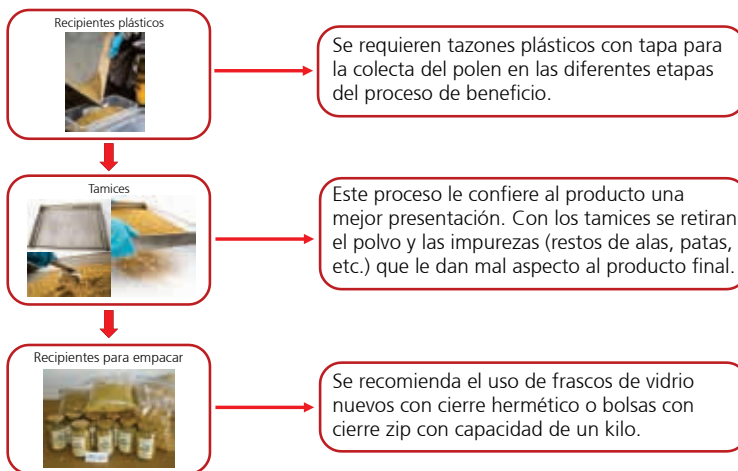 Recipientes plásticos
Se requieren tazones plásticos con tapa para
la colecta del polen en las diferentes etapas
del proceso de beneficio.
Tamices
Este proceso le confiere al producto una
mejor presentación. Con los tamices se retiran
el polvo y las impurezas (restos de alas, patas,
etc.) que le dan mal aspecto al producto final.
Recipientes para empacar
Se recomienda el uso de frascos de vidrio
nuevos con cierre hermético o bolsas con
cierre zip con capacidad de un kilo.